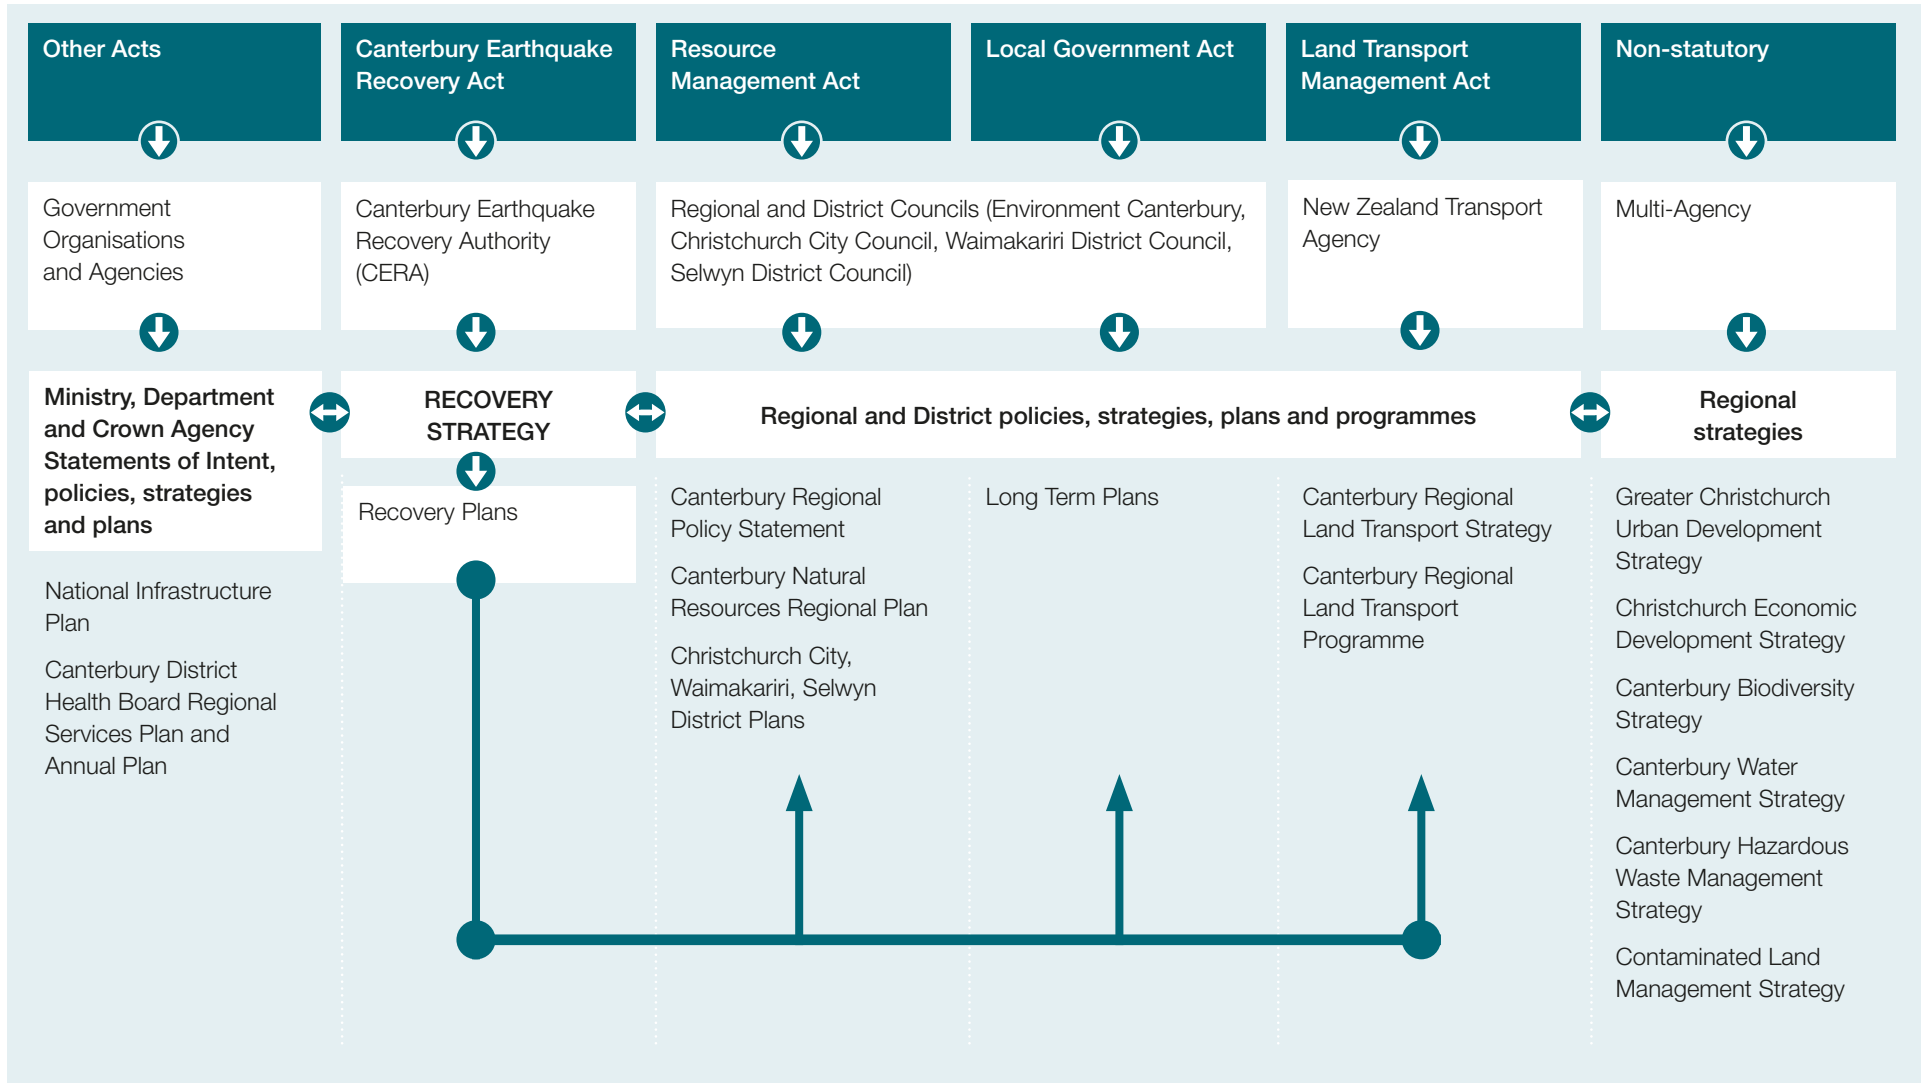 Other Acts
Canterbury Earthquake
Recovery Act
Resource
Management Act
Local Government Act
Land Transport
Management Act
Non-statutory
Government
Organisations
and Agencies
Canterbury Earthquake
Recovery Authority
(CERA)
Regional and District Councils (Environment Canterbury,
Christchurch City Council, Waimakariri District Council,
Selwyn District Council)
New Zealand Transport
Agency
Multi-Agency
Ministry, Department
and Crown Agency
Statements of Intent,
policies, strategies
and plans
RECOVERY
STRATEGY
Regional and District policies, strategies, plans and programmes
Regional
strategies
National Infrastructure
Plan
Canterbury District
Health Board Regional
Services Plan and
Annual Plan
Recovery Plans
Canterbury Regional
Policy Statement
Canterbury Natural
Resources Regional Plan
Christchurch City,
Waimakariri, Selwyn
District Plans
Long Term Plans
Canterbury Regional
Land Transport Strategy
Canterbury Regional
Land Transport
Programme
Greater Christchurch
Urban Development
Strategy
Christchurch Economic
Development Strategy
Canterbury Biodiversity
Strategy
Canterbury Water
Management Strategy
Canterbury Hazardous
Waste Management
Strategy
Contaminated Land
Management Strategy